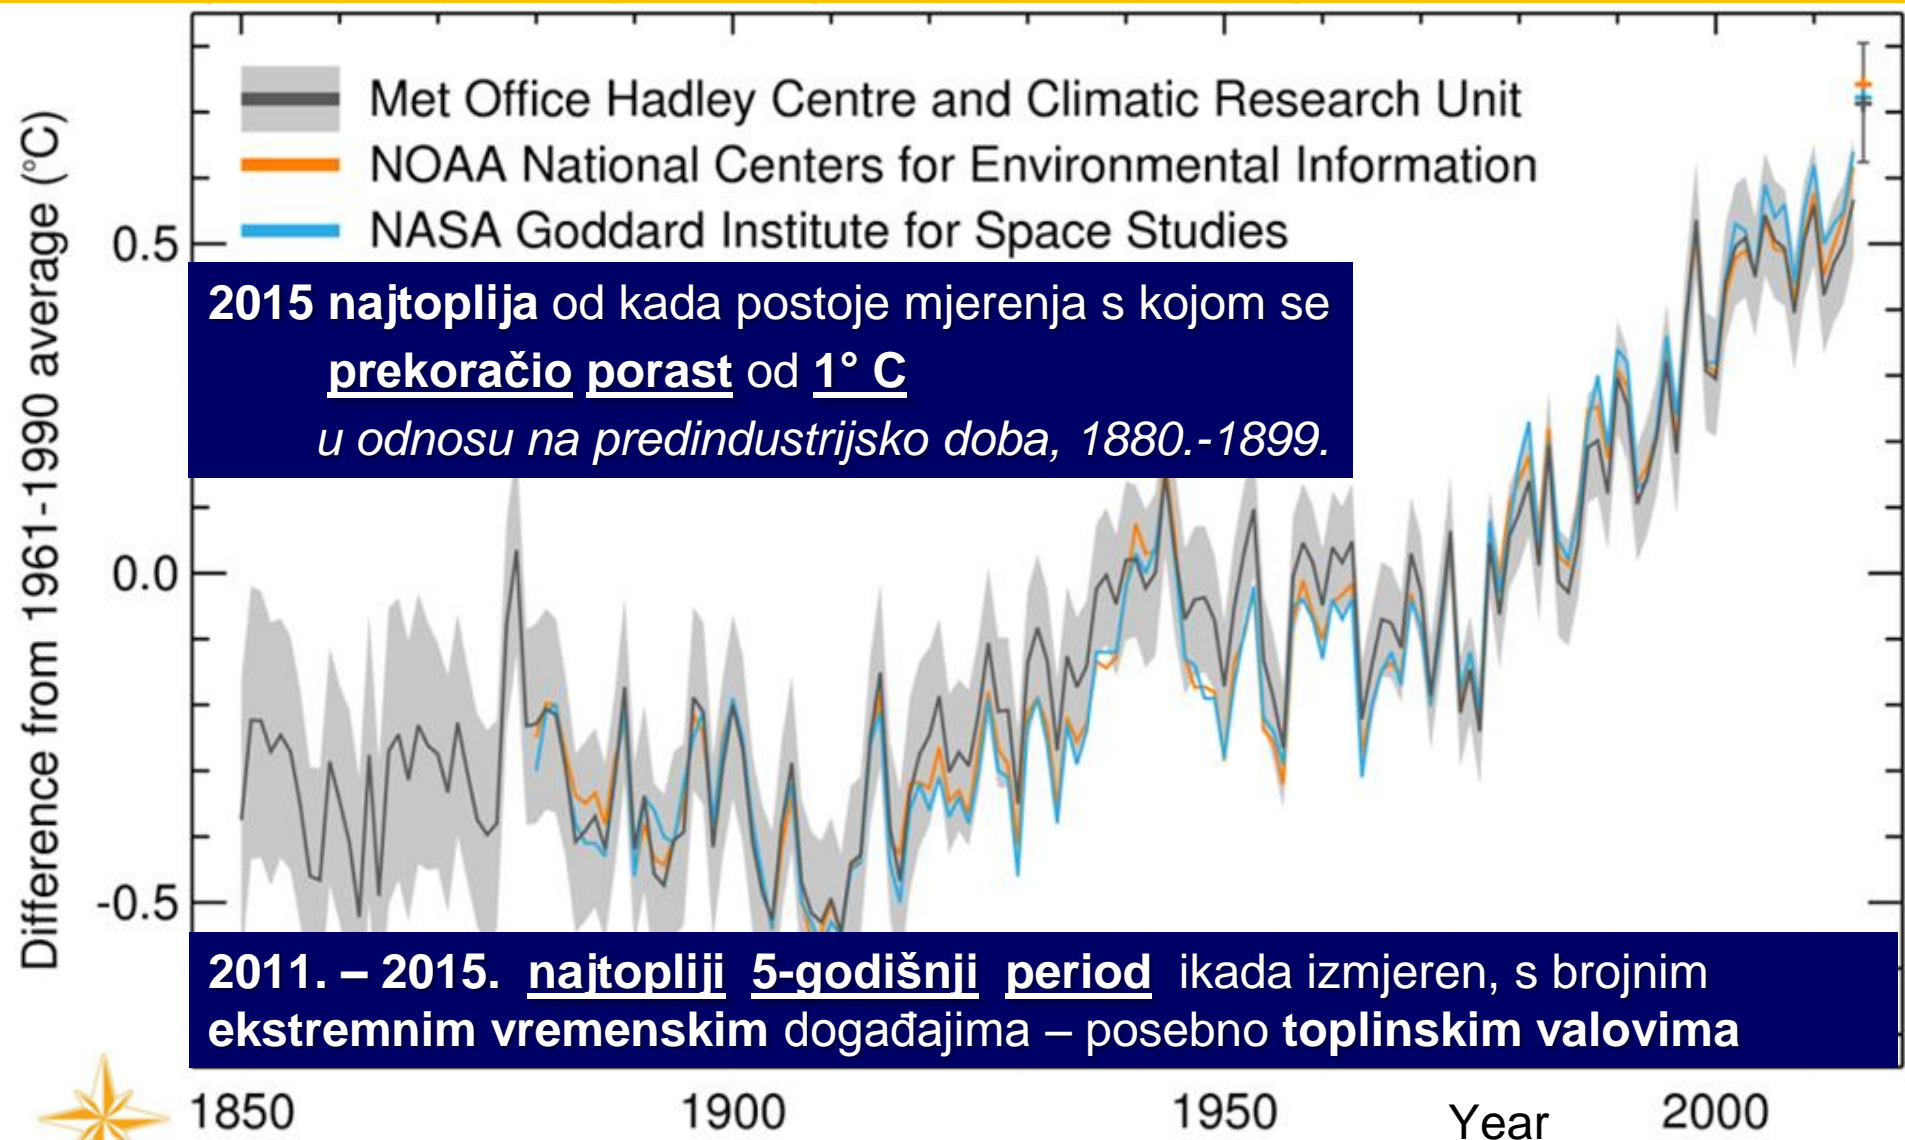 Difference from 1961-1990 average (°C)
0.5
0.0
-0.5
Met Office Hadley Centre and Climatic Research Unit
NOAA National Centers for Environmental Information
NASA Goddard Institute for Space Studies
2015 najtoplija od kada postoje mjerenja s kojom se
prekoračio porast od 1° C
u odnosu na predindustrijsko doba, 1880.-1899.
2011. – 2015. najtopliji 5-godišnji period ikada izmjeren, s brojnim
ekstremnim vremenskim događajima – posebno toplinskim valovima
1850 1900 1950 Year 2000